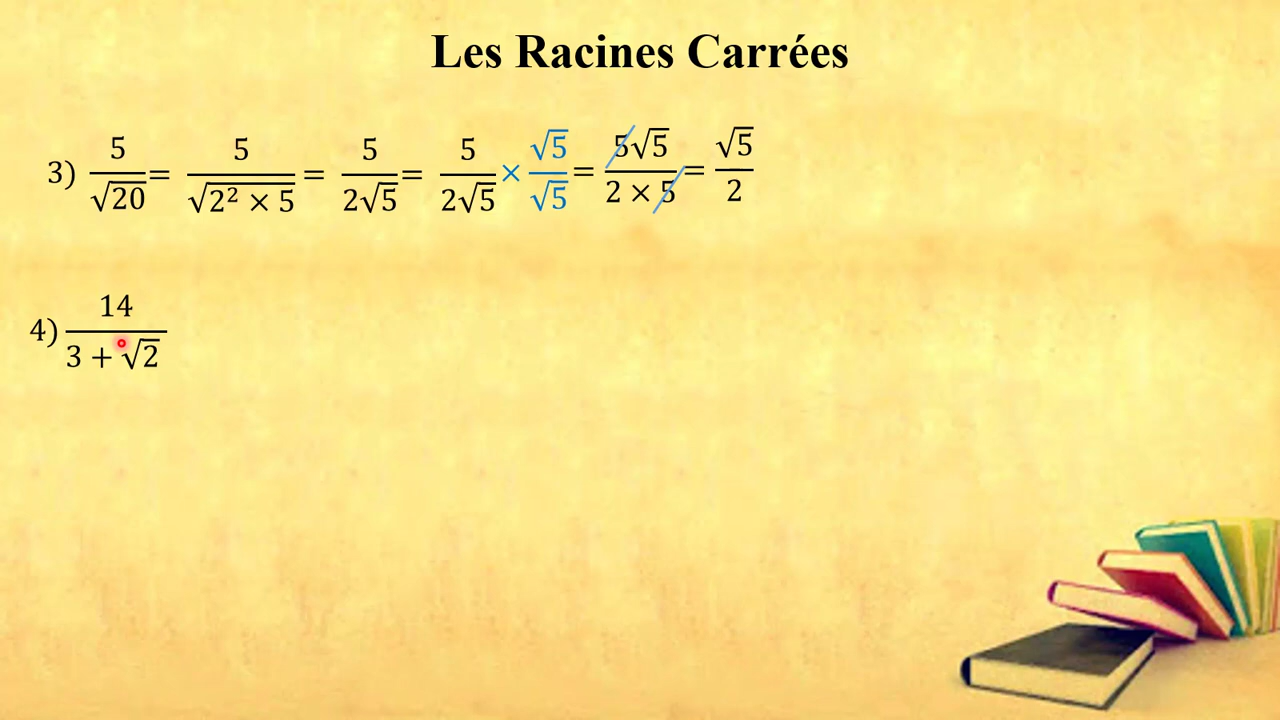 Les Racines Carrées
3) 5/√20 = 5/√(2² × 5) = 5/(2√5) = 5/(2√5) × √5/√5 = 5√5/(2 × 5) = √5/2
4) 14/(3 + √2)